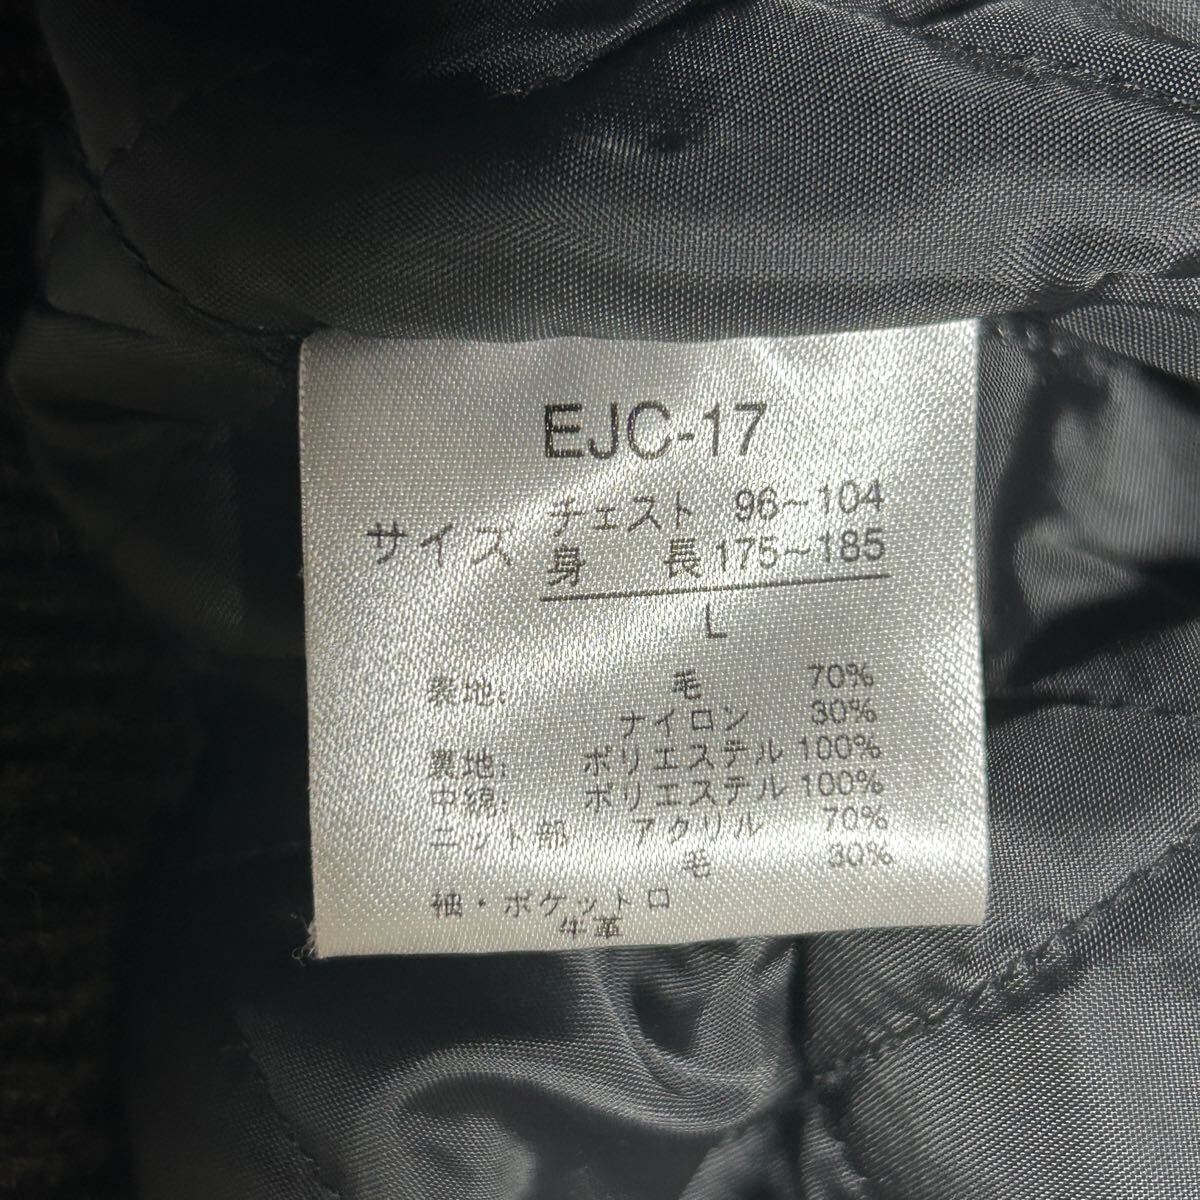 EJC-17
サイズ チェスト 96~104
身 長 175~185
L
表地: 毛 70%
ナイロン 30%
裏地: ポリエステル 100%
中綿: ポリエステル 100%
ニット部 アクリル 70%
毛 30%
袖・ポケット口
牛革